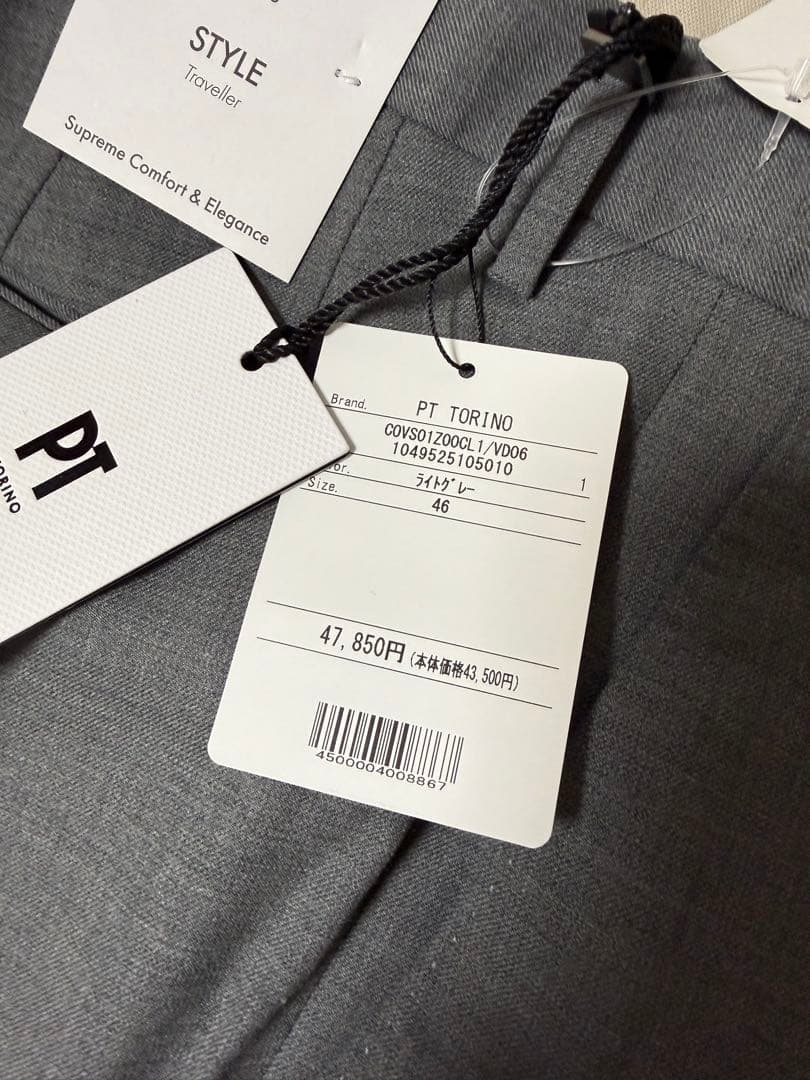 STYLE
Traveller
Supreme Comfort & Elegance
PT
TORINO
Brand. PT TORINO
COVS01Z00CL1/VD06
1049525105010 1
ﾗｲﾄｸﾞﾚｰ
Size. 46
47,850円(本体価格43,500円)
4500004008867